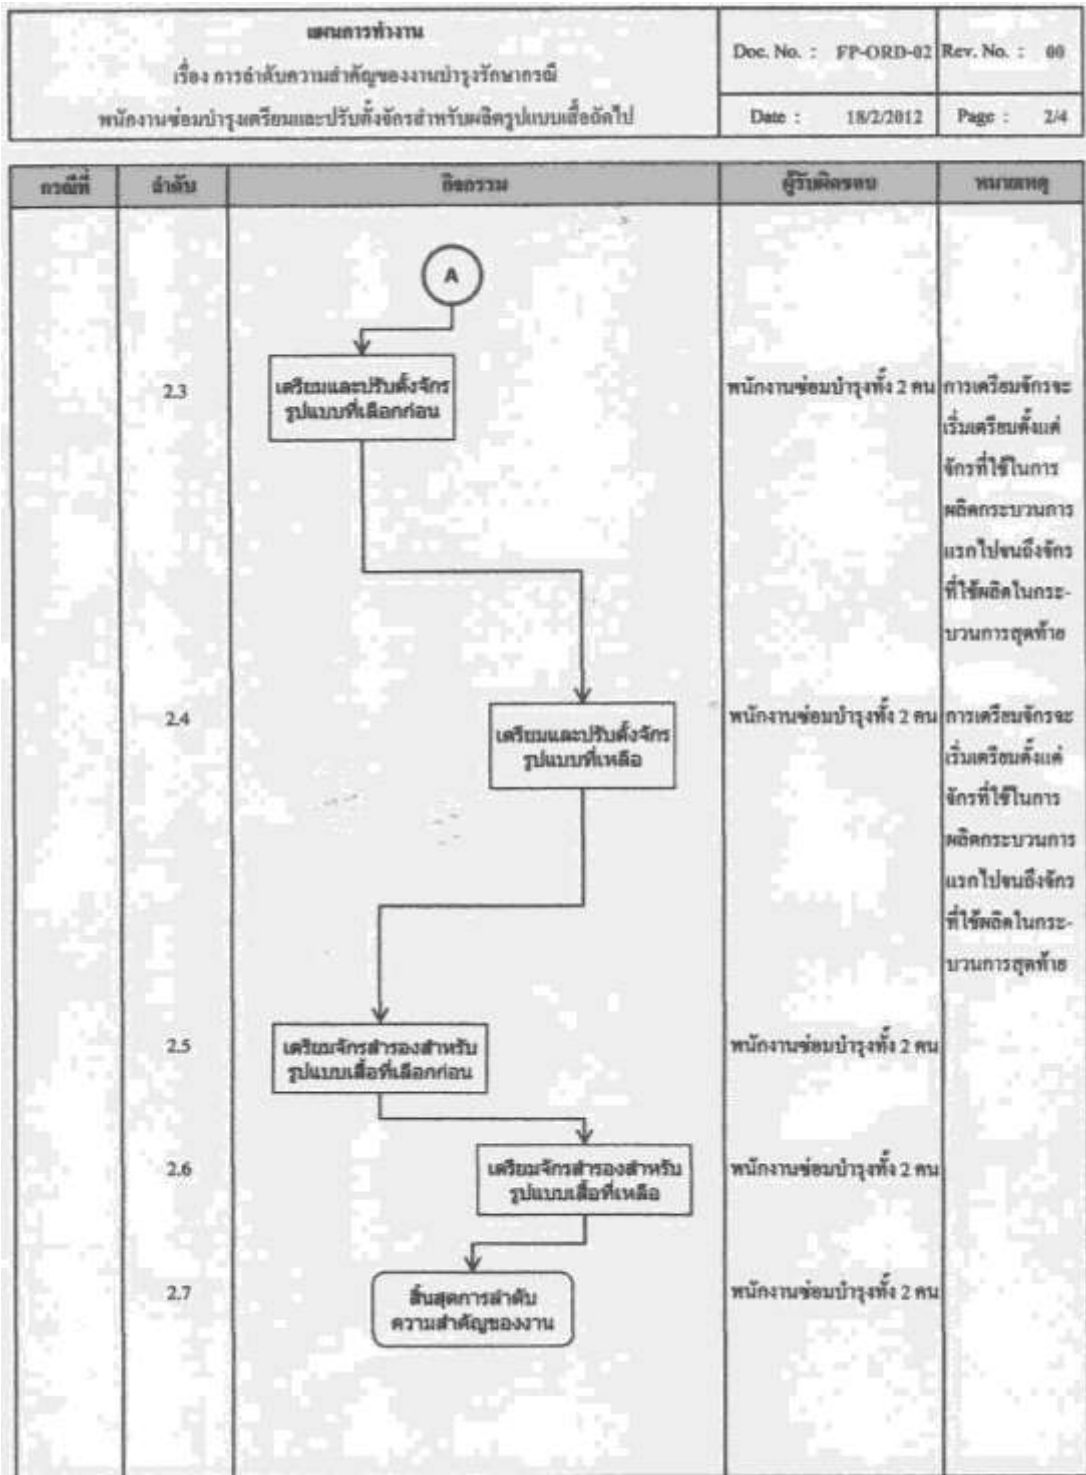 แผนการทำงาน
เรื่อง การลำดับความสำคัญของงานบำรุงรักษากรณี
พนักงานซ่อมบำรุงเตรียมและปรับตั้งจักรสำหรับผลิตรูปแบบเสื้อถัดไป
Doc. No. : FP-ORD-02 Rev. No. : 00
Date : 18/2/2012 Page : 2/4
กรณีที่ ลำดับ กิจกรรม ผู้รับผิดชอบ หมายเหตุ
A
2.3
เตรียมและปรับตั้งจักร
รูปแบบที่เลือกก่อน
พนักงานซ่อมบำรุงทั้ง 2 คน
การเตรียมจักรจะ
เริ่มเตรียมตั้งแต่
จักรที่ใช้ในการ
ผลิตกระบวนการ
แรกไปจนถึงจักร
ที่ใช้ผลิตในกระ-
บวนการสุดท้าย
2.4
เตรียมและปรับตั้งจักร
รูปแบบที่เหลือ
พนักงานซ่อมบำรุงทั้ง 2 คน
การเตรียมจักรจะ
เริ่มเตรียมตั้งแต่
จักรที่ใช้ในการ
ผลิตกระบวนการ
แรกไปจนถึงจักร
ที่ใช้ผลิตในกระ-
บวนการสุดท้าย
2.5
เตรียมจักรสำรองสำหรับ
รูปแบบเสื้อที่เลือกก่อน
พนักงานซ่อมบำรุงทั้ง 2 คน
2.6
เตรียมจักรสำรองสำหรับ
รูปแบบเสื้อที่เหลือ
พนักงานซ่อมบำรุงทั้ง 2 คน
2.7
สิ้นสุดการลำดับ
ความสำคัญของงาน
พนักงานซ่อมบำรุงทั้ง 2 คน